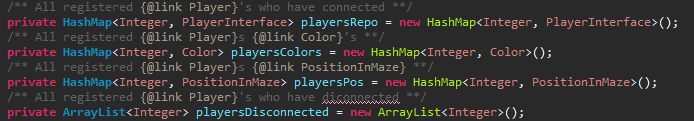 /** All registered {@link Player}'s who have connected **/
private HashMap<Integer, PlayerInterface> playersRepo = new HashMap<Integer, PlayerInterface>();
/** All registered {@link Player}s {@link Color}'s **/
private HashMap<Integer, Color> playersColors = new HashMap<Integer, Color>();
/** All registered {@link Player}s {@link PositionInMaze} **/
private HashMap<Integer, PositionInMaze> playersPos = new HashMap<Integer, PositionInMaze>();
/** All registered {@link Player}'s who have diconnected **/
private ArrayList<Integer> playersDisconnected = new ArrayList<Integer>();